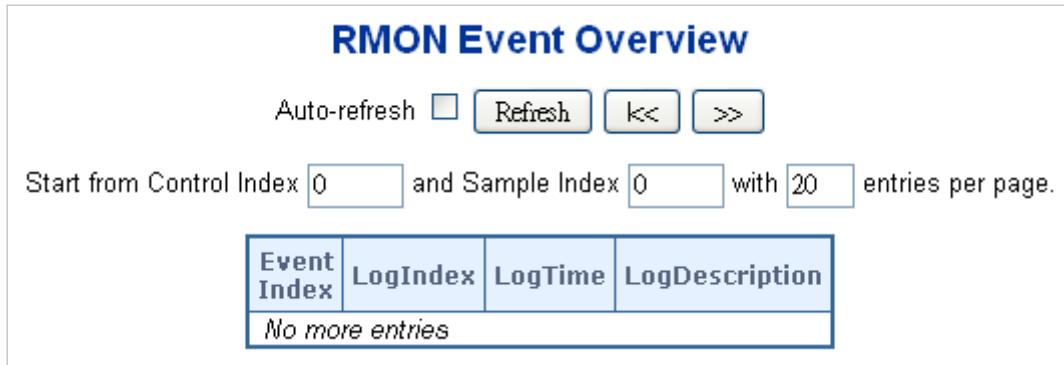 RMON Event Overview
Auto-refresh Refresh |<< >>
Start from Control Index 0 and Sample Index 0 with 20 entries per page.
Event Index LogIndex LogTime LogDescription
No more entries